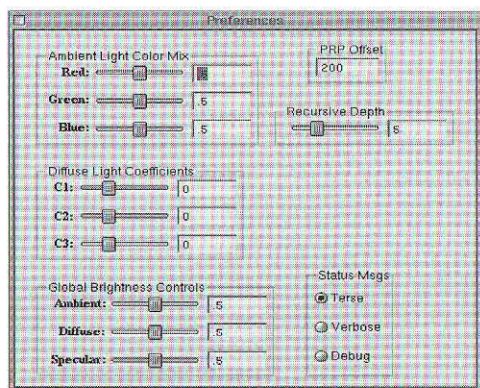 Preferences
Ambient Light Color Mix
Red:
Green: .5
Blue: .5
PRP Offset
200
Recursive Depth
5
Diffuse Light Coefficients
C1: 0
C2: 0
C3: 0
Global Brightness Controls
Ambient: .5
Diffuse: .5
Specular: .5
Status Msgs
Terse
Verbose
Debug